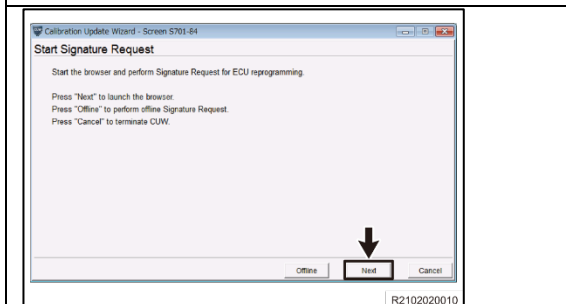 Calibration Update Wizard - Screen S701-84
Start Signature Request
Start the browser and perform Signature Request for ECU reprogramming.
Press "Next" to launch the browser.
Press "Offline" to perform offline Signature Request.
Press "Cancel" to terminate CUW.
Offline Next Cancel
R2102020010